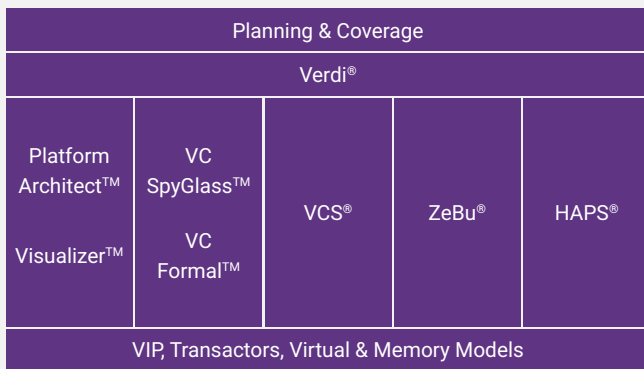 Planning & Coverage
Verdi®
Platform
Architect™
Visualizer™
VC
SpyGlass™
VC
Formal™
VCS®
ZeBu®
HAPS®
VIP, Transactors, Virtual & Memory Models